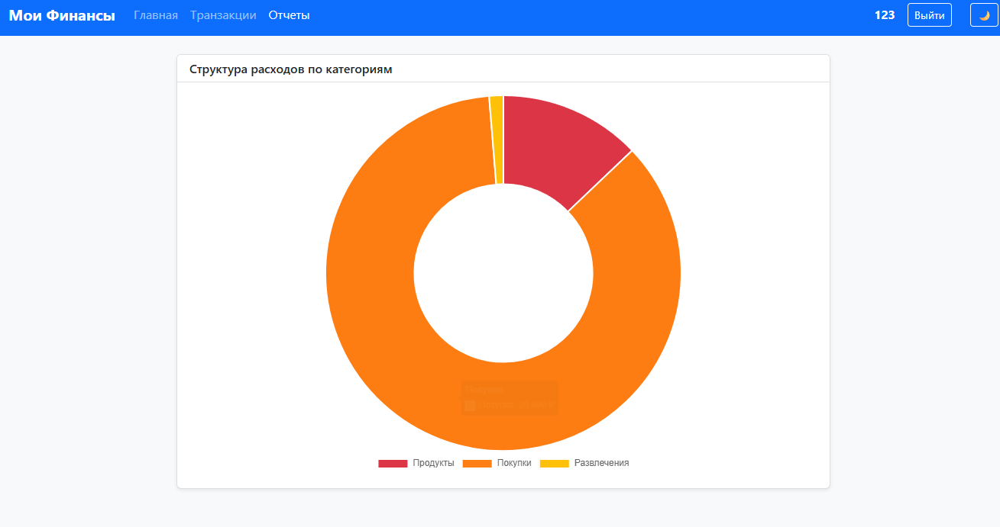 Мои Финансы Главная Транзакции Отчеты 123 Выйти
Структура расходов по категориям
Продукты Покупки Развлечения